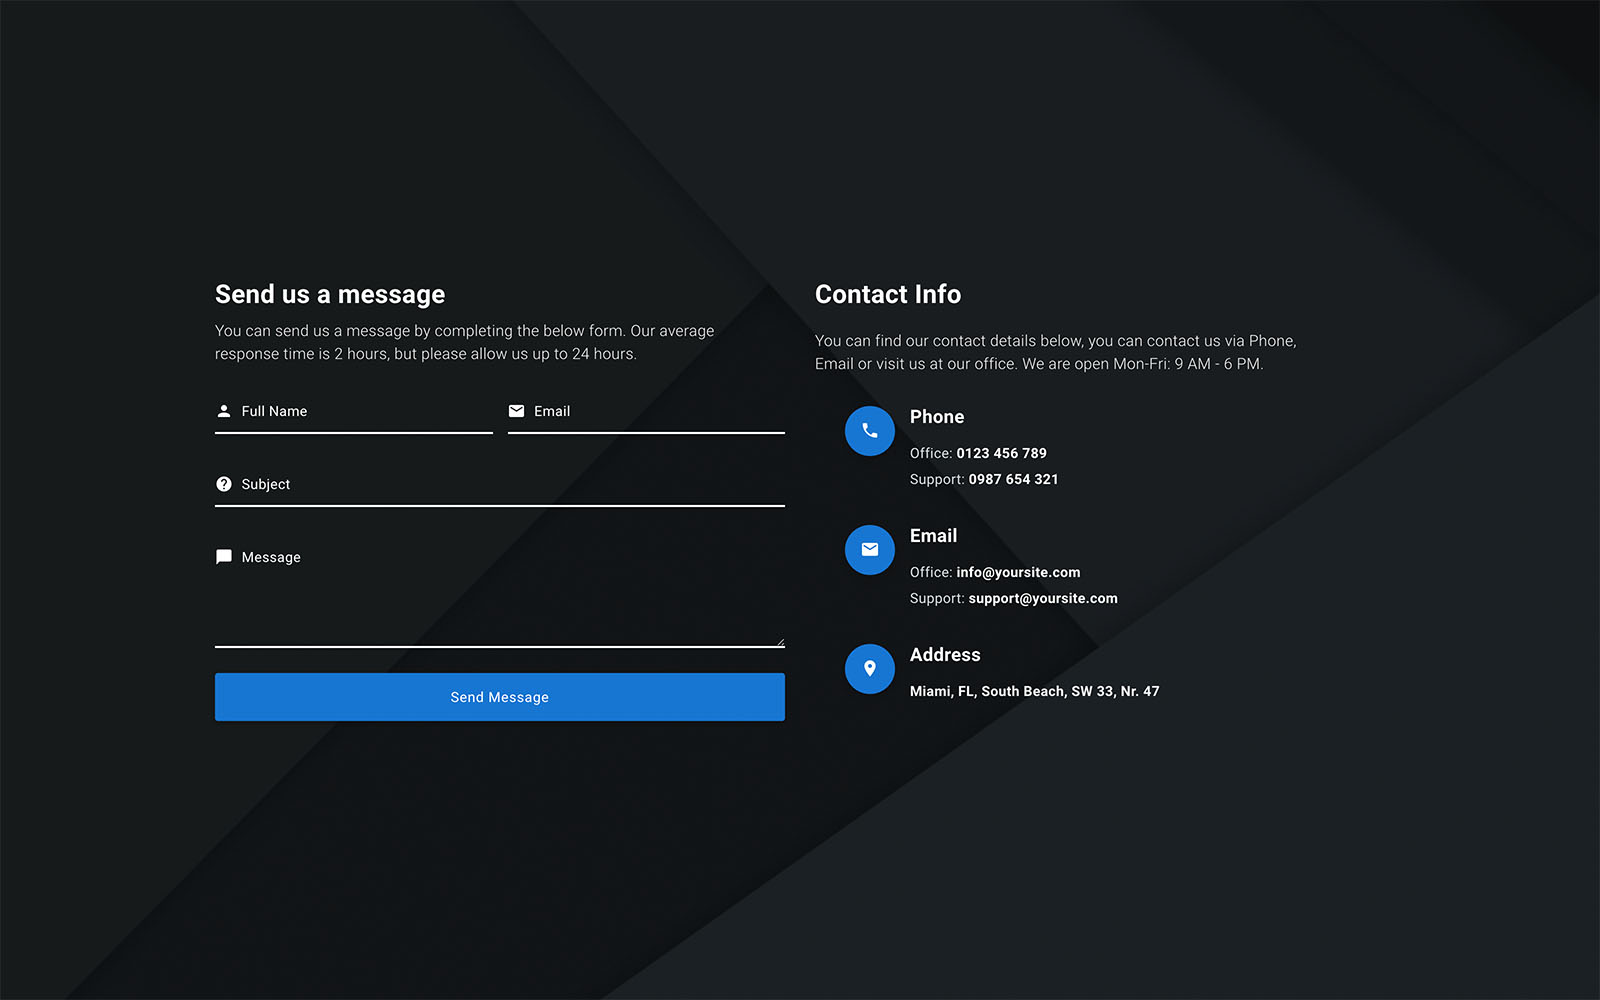 Send us a message
You can send us a message by completing the below form. Our average
response time is 2 hours, but please allow us up to 24 hours.
Full Name
Email
Subject
Message
Send Message
Contact Info
You can find our contact details below, you can contact us via Phone,
Email or visit us at our office. We are open Mon-Fri: 9 AM - 6 PM.
Phone
Office: 0123 456 789
Support: 0987 654 321
Email
Office: info@yoursite.com
Support: support@yoursite.com
Address
Miami, FL, South Beach, SW 33, Nr. 47